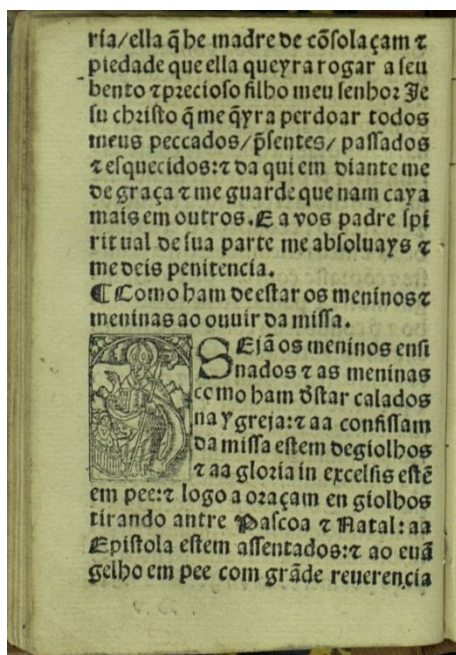 ria/ella q̃ he madre de cõsolaçam ⁊
piedade que ella queyra rogar a seu
bento ⁊ precioso filho meu senhor Je
su christo q̃ me q̃yra perdoar todos
meus peccados/p̃sentes/ passados
⁊ esquecidos:⁊ da qui em diante me
de graça ⁊ me guarde que nam caya
mais em outros. E a vos padre spi
ritual de sua parte me absoluays ⁊
me deis penitencia.
¶ Como ham de estar os meninos ⁊
meninas ao ouuir da missa.
SEjã os meninos ensi
nados ⁊ as meninas
como ham d̃star calados
na ygreja:⁊ aa confissam
da missa estem degiolhos
⁊ aa gloria in excelsis estẽ
em pee:⁊ logo a oraçam en giolhos
tirando antre Pascoa ⁊ Natal: aa
Epistola estem assentados:⁊ ao euã
gelho em pee com grãde reuerencia